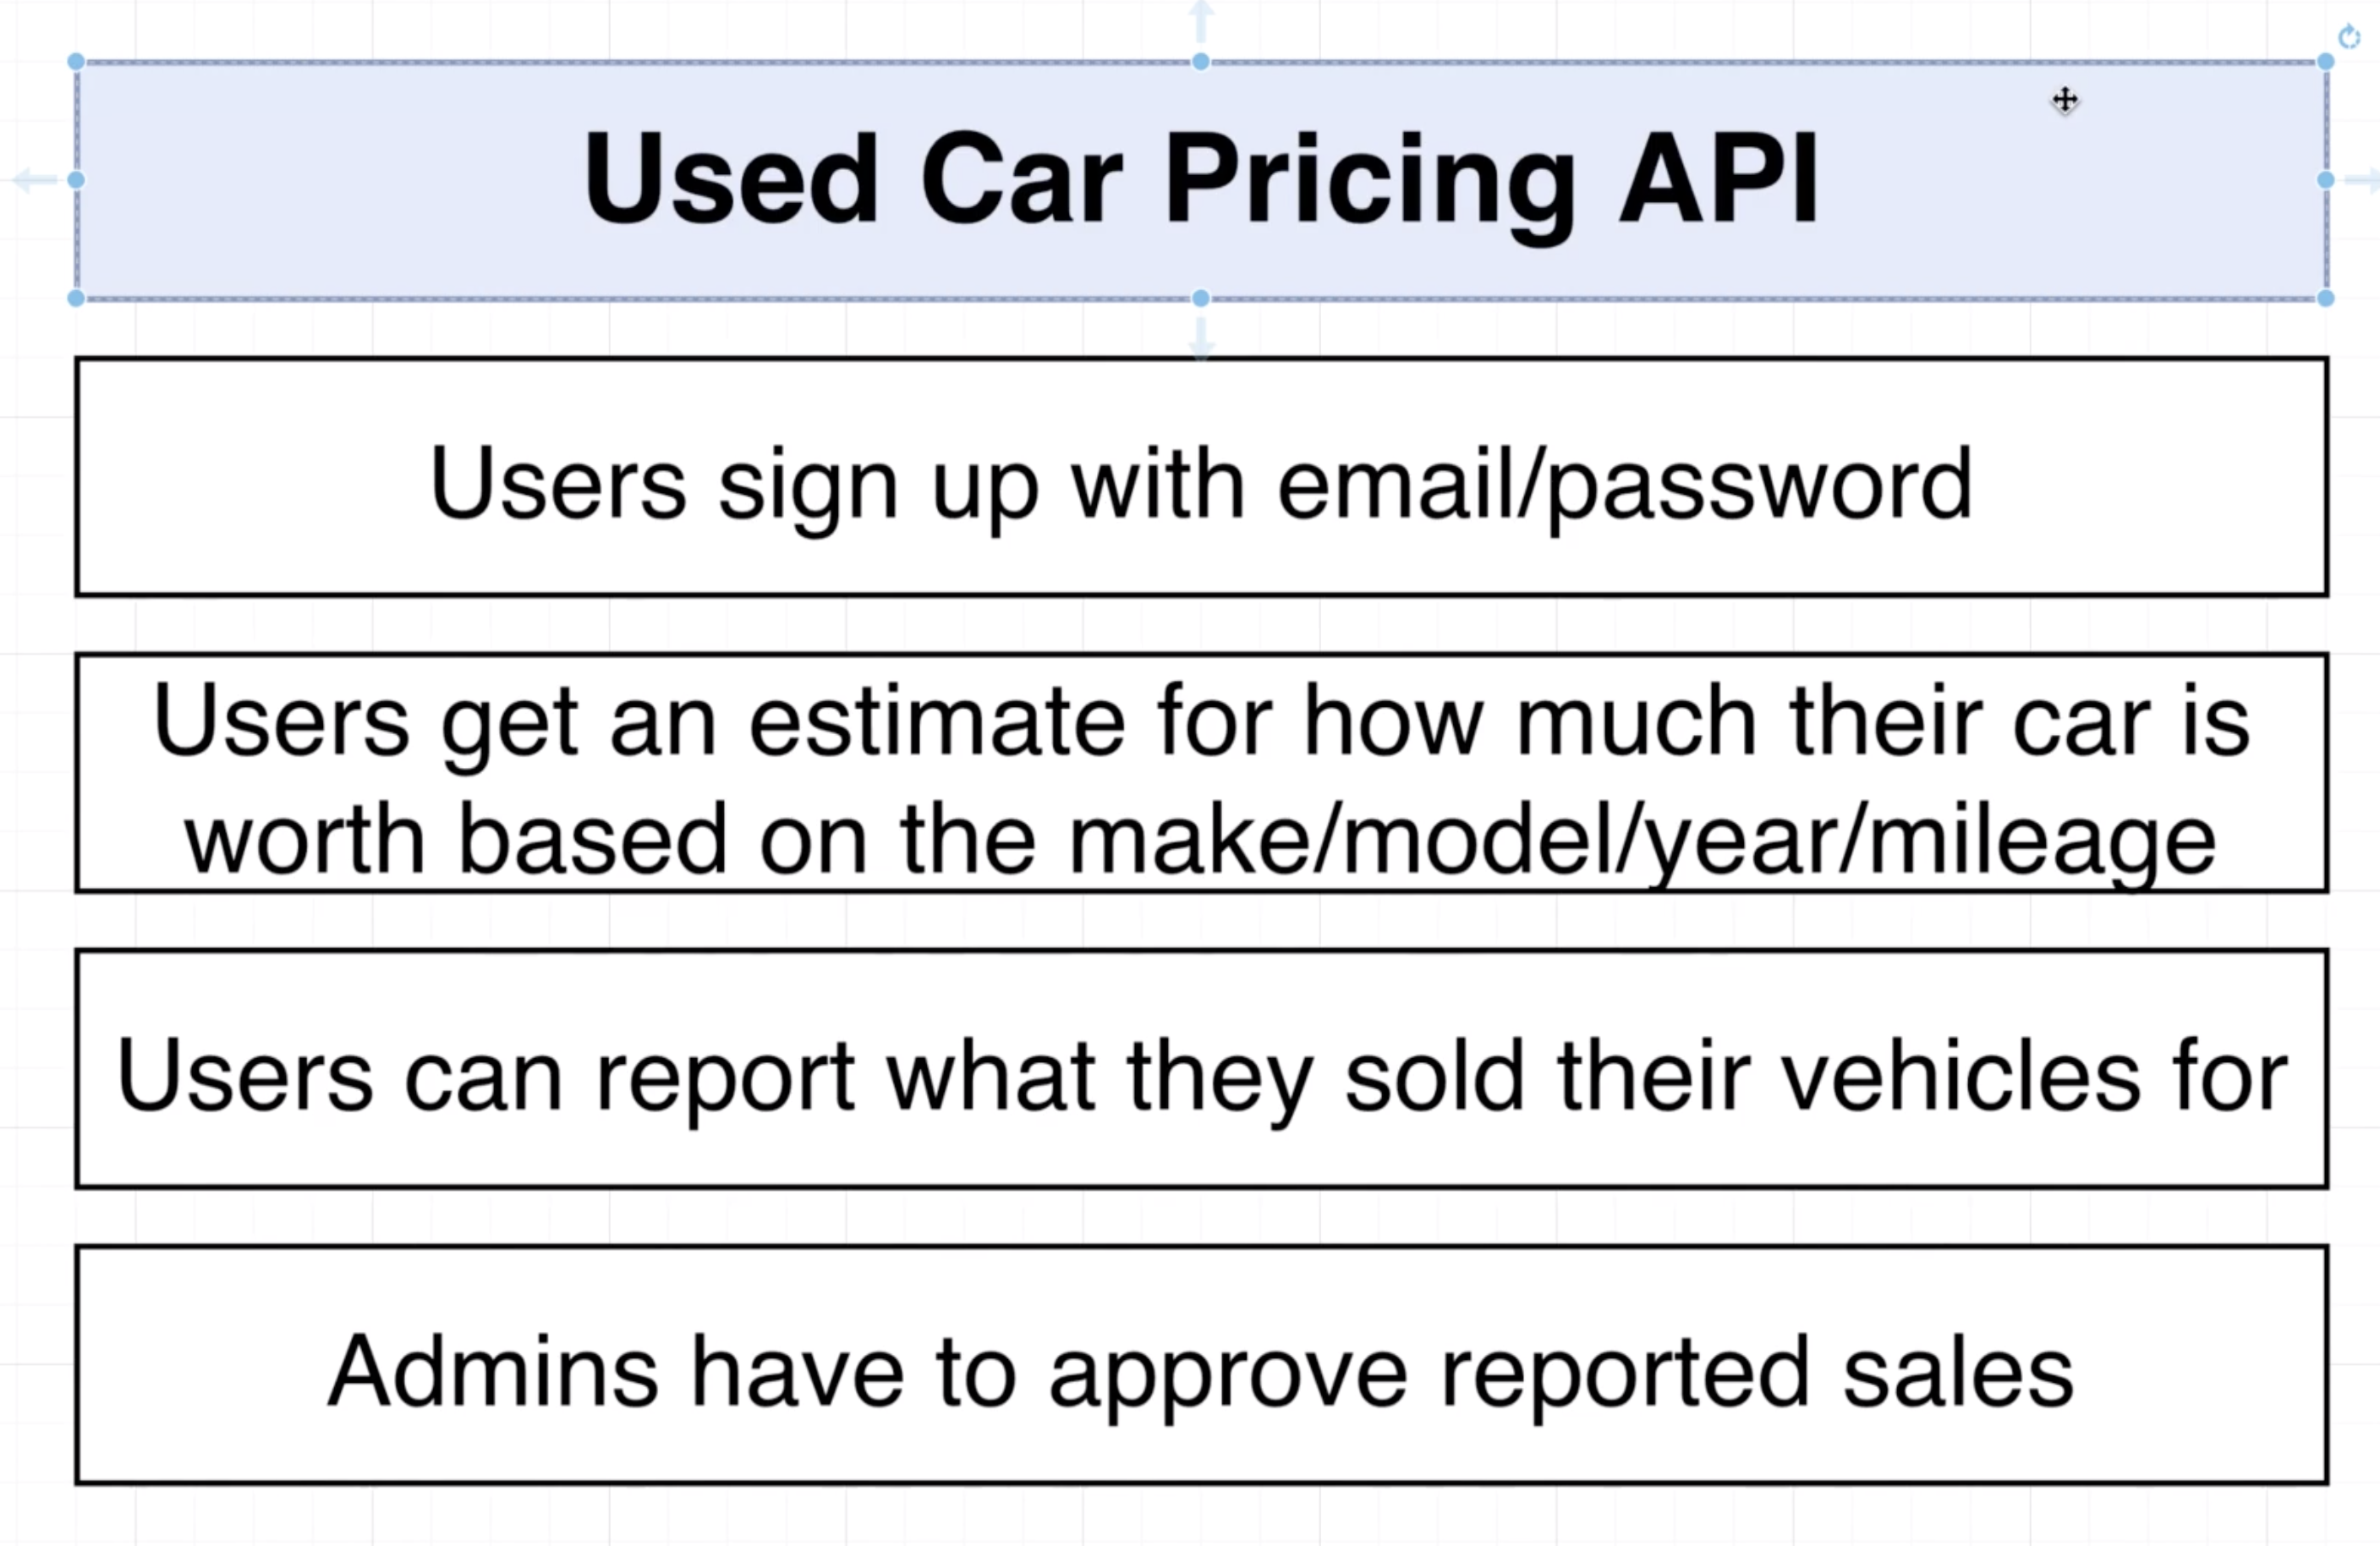 Used Car Pricing API
Users sign up with email/password
Users get an estimate for how much their car is
worth based on the make/model/year/mileage
Users can report what they sold their vehicles for
Admins have to approve reported sales